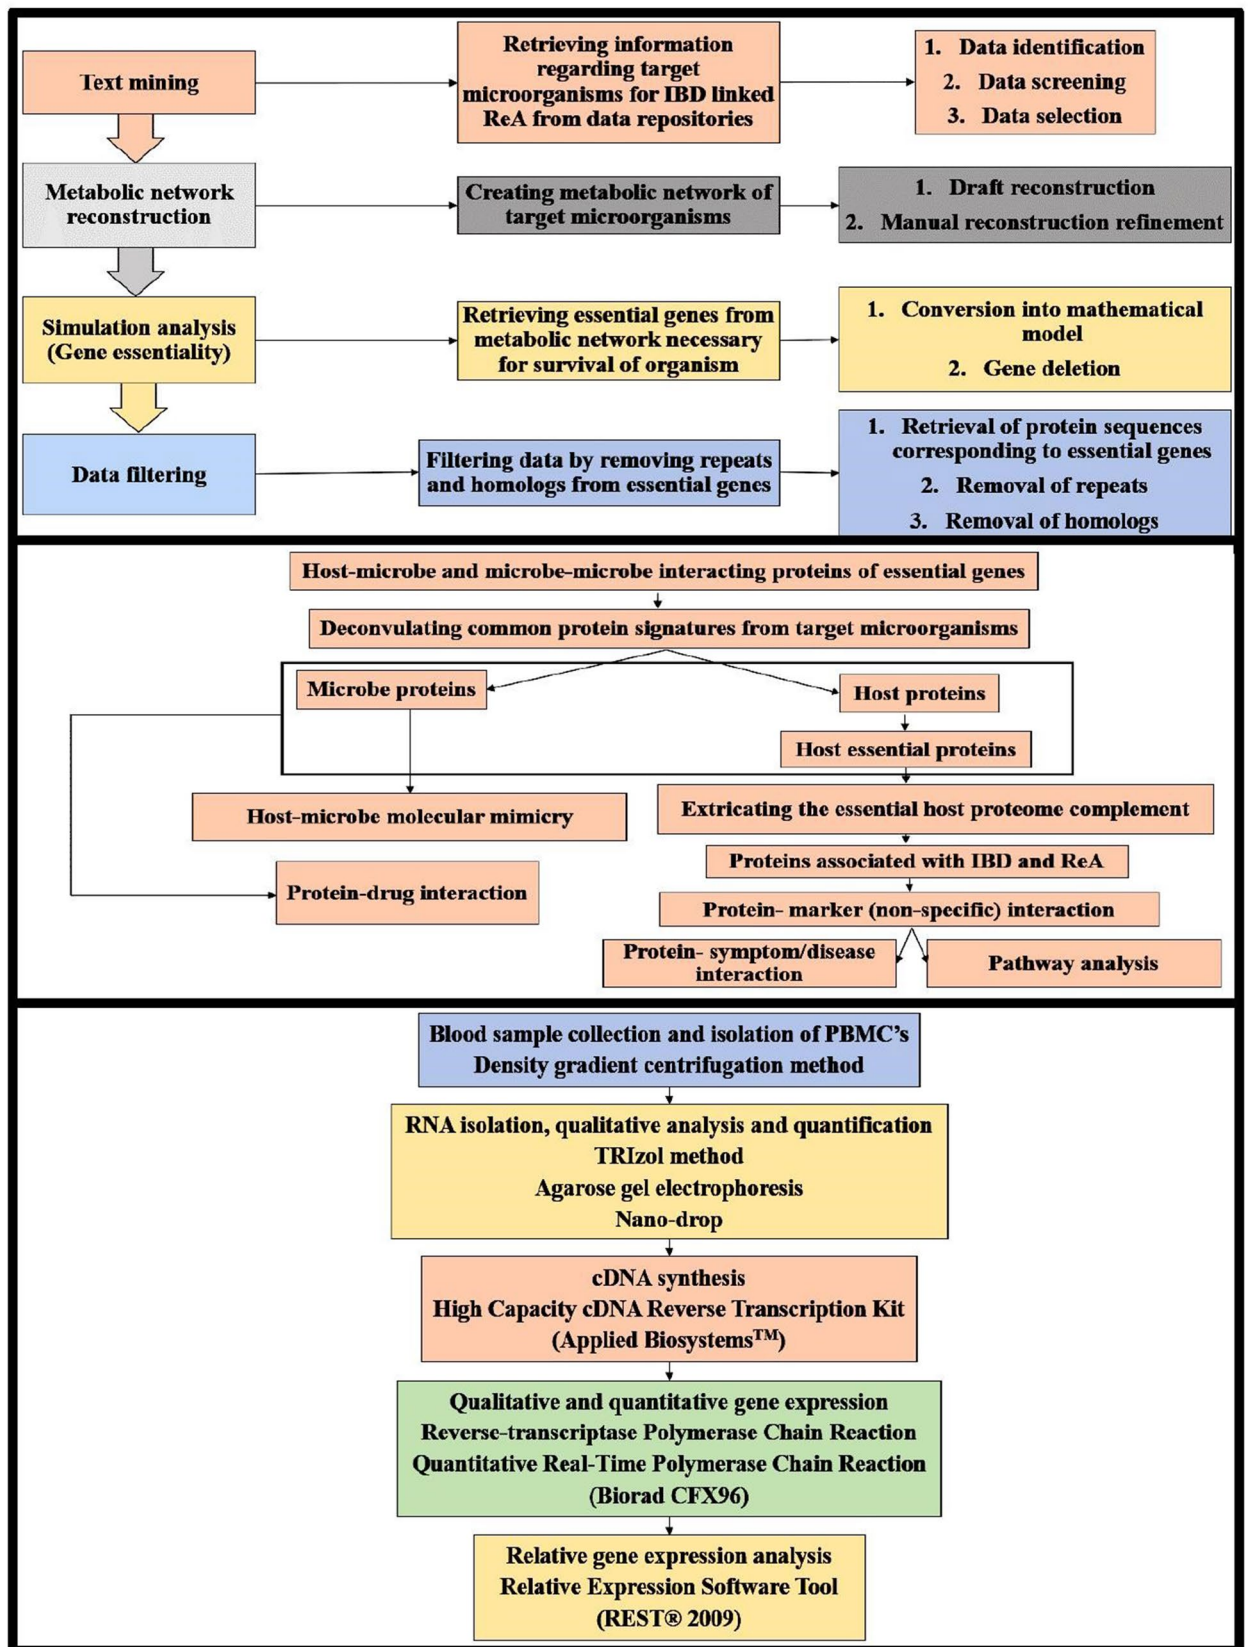 Text mining
Retrieving information
regarding target
microorganisms for IBD linked
ReA from data repositories
1. Data identification
2. Data screening
3. Data selection
Metabolic network
reconstruction
Creating metabolic network of
target microorganisms
1. Draft reconstruction
2. Manual reconstruction refinement
Simulation analysis
(Gene essentiality)
Retrieving essential genes from
metabolic network necessary
for survival of organism
1. Conversion into mathematical
model
2. Gene deletion
Data filtering
Filtering data by removing repeats
and homologs from essential genes
1. Retrieval of protein sequences
corresponding to essential genes
2. Removal of repeats
3. Removal of homologs
Host-microbe and microbe-microbe interacting proteins of essential genes
Deconvulating common protein signatures from target microorganisms
Microbe proteins
Host proteins
Host essential proteins
Host-microbe molecular mimicry
Extricating the essential host proteome complement
Proteins associated with IBD and ReA
Protein-drug interaction
Protein- marker (non-specific) interaction
Protein- symptom/disease
interaction
Pathway analysis
Blood sample collection and isolation of PBMC’s
Density gradient centrifugation method
RNA isolation, qualitative analysis and quantification
TRIzol method
Agarose gel electrophoresis
Nano-drop
cDNA synthesis
High Capacity cDNA Reverse Transcription Kit
(Applied Biosystems™)
Qualitative and quantitative gene expression
Reverse-transcriptase Polymerase Chain Reaction
Quantitative Real-Time Polymerase Chain Reaction
(Biorad CFX96)
Relative gene expression analysis
Relative Expression Software Tool
(REST® 2009)